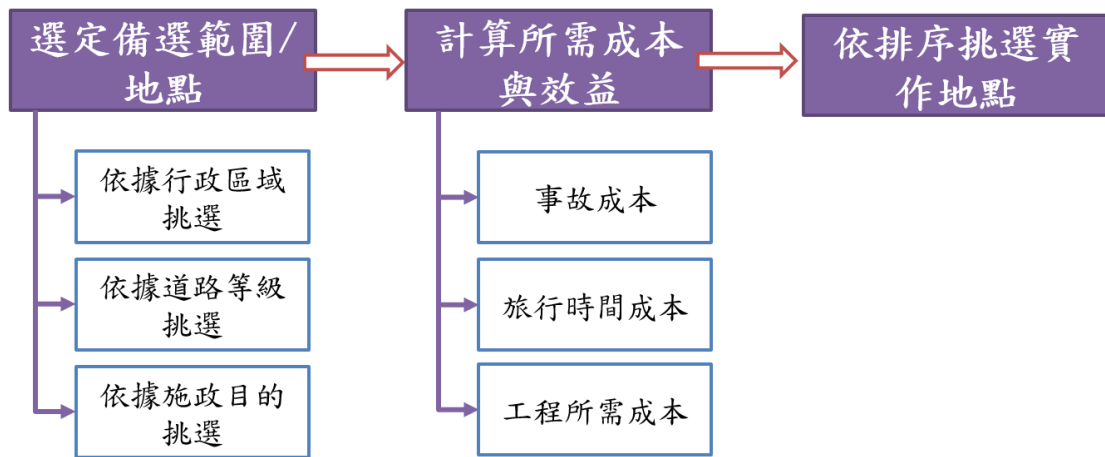 選定備選範圍/
地點
計算所需成本
與效益
依排序挑選實
作地點
依據行政區域
挑選
依據道路等級
挑選
依據施政目的
挑選
事故成本
旅行時間成本
工程所需成本